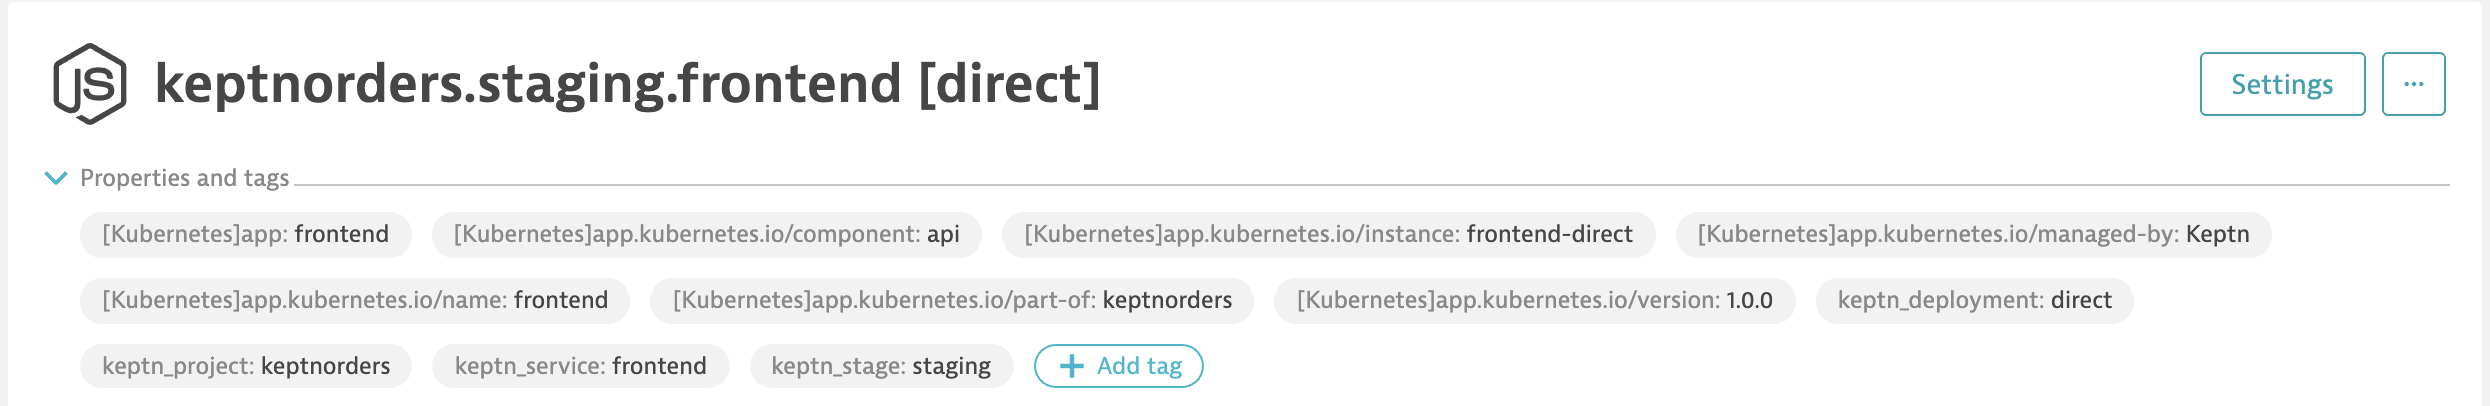 JS keptnorders.staging.frontend [direct] Settings ...
Properties and tags
[Kubernetes]app: frontend [Kubernetes]app.kubernetes.io/component: api [Kubernetes]app.kubernetes.io/instance: frontend-direct [Kubernetes]app.kubernetes.io/managed-by: Keptn
[Kubernetes]app.kubernetes.io/name: frontend [Kubernetes]app.kubernetes.io/part-of: keptnorders [Kubernetes]app.kubernetes.io/version: 1.0.0 keptn_deployment: direct
keptn_project: keptnorders keptn_service: frontend keptn_stage: staging + Add tag